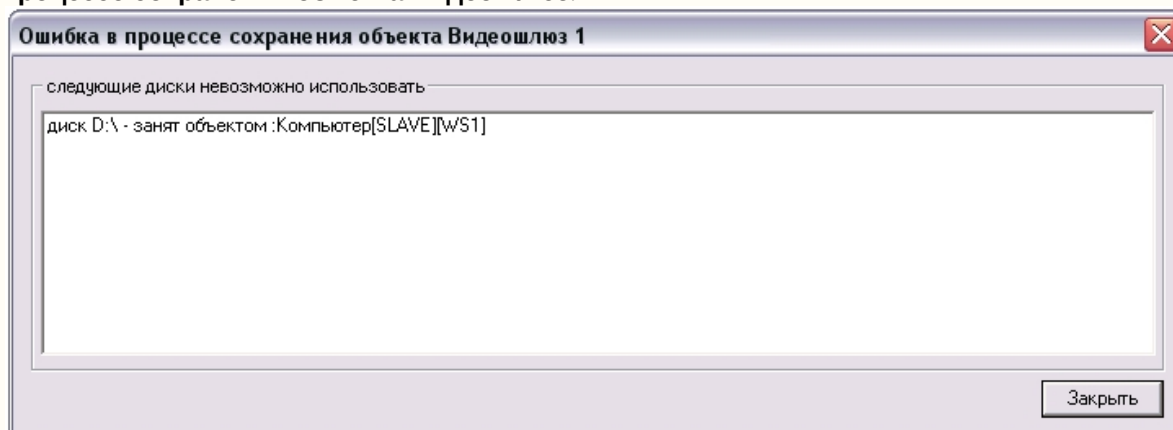 Ошибка в процессе сохранения объекта Видеошлюз 1
следующие диски невозможно использовать
диск D:\ - занят объектом :Компьютер[SLAVE][WS1]
Закрыть